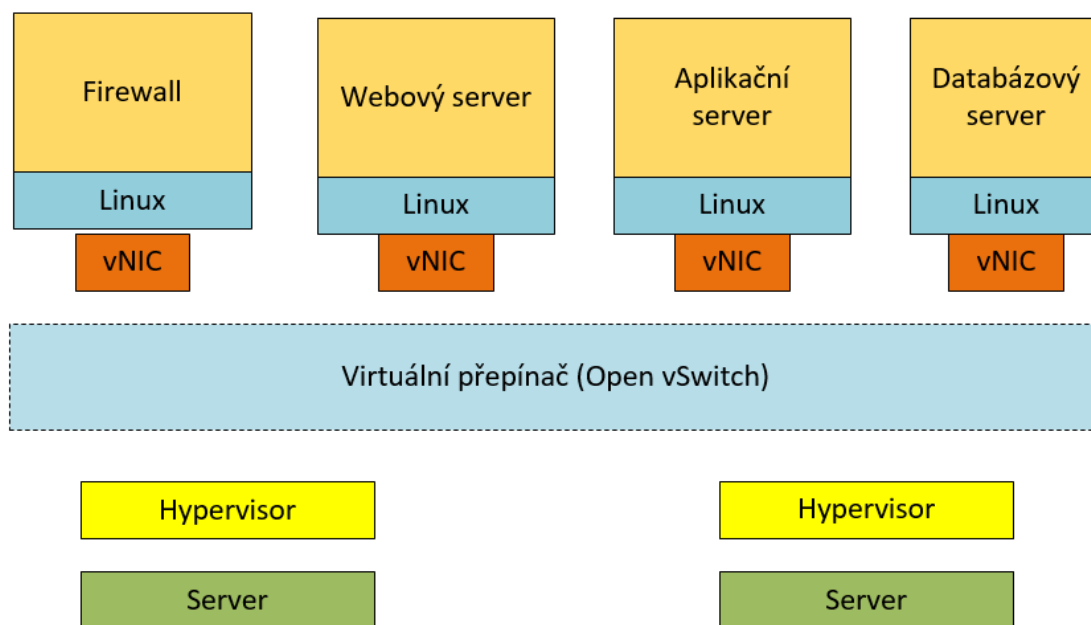 Firewall
Webový server
Aplikační
server
Databázový
server
Linux
Linux
Linux
Linux
vNIC
vNIC
vNIC
vNIC
Virtuální přepínač (Open vSwitch)
Hypervisor
Hypervisor
Server
Server